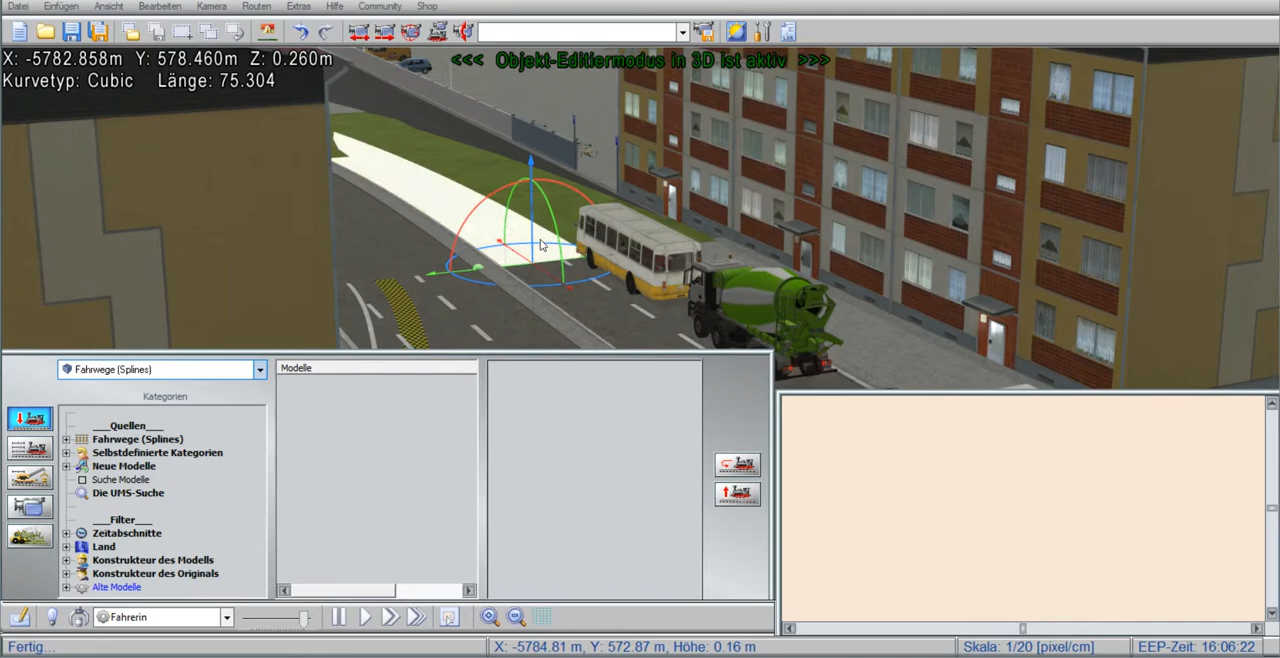 Datei Einfügen Ansicht Bearbeiten Kamera Routen Extras Hilfe Community Shop
X: -5782.858m Y: 578.460m Z: 0.260m
<<< Objekt-Editiermodus in 3D ist aktiv >>>
Kurvetyp: Cubic Länge: 75.304
Fahrwege (Splines)
Modelle
Kategorien
___Quellen___
Fahrwege (Splines)
Selbstdefinierte Kategorien
Neue Modelle
Suche Modelle
Die UMS-Suche
___Filter___
Zeitabschnitte
Land
Konstrukteur des Modells
Konstrukteur des Originals
Alte Modelle
Fahrerin
Fertig...
X: -5784.81 m, Y: 572.87 m, Höhe: 0.16 m
Skala: 1/20 [pixel/cm]
EEP-Zeit: 16:06:22